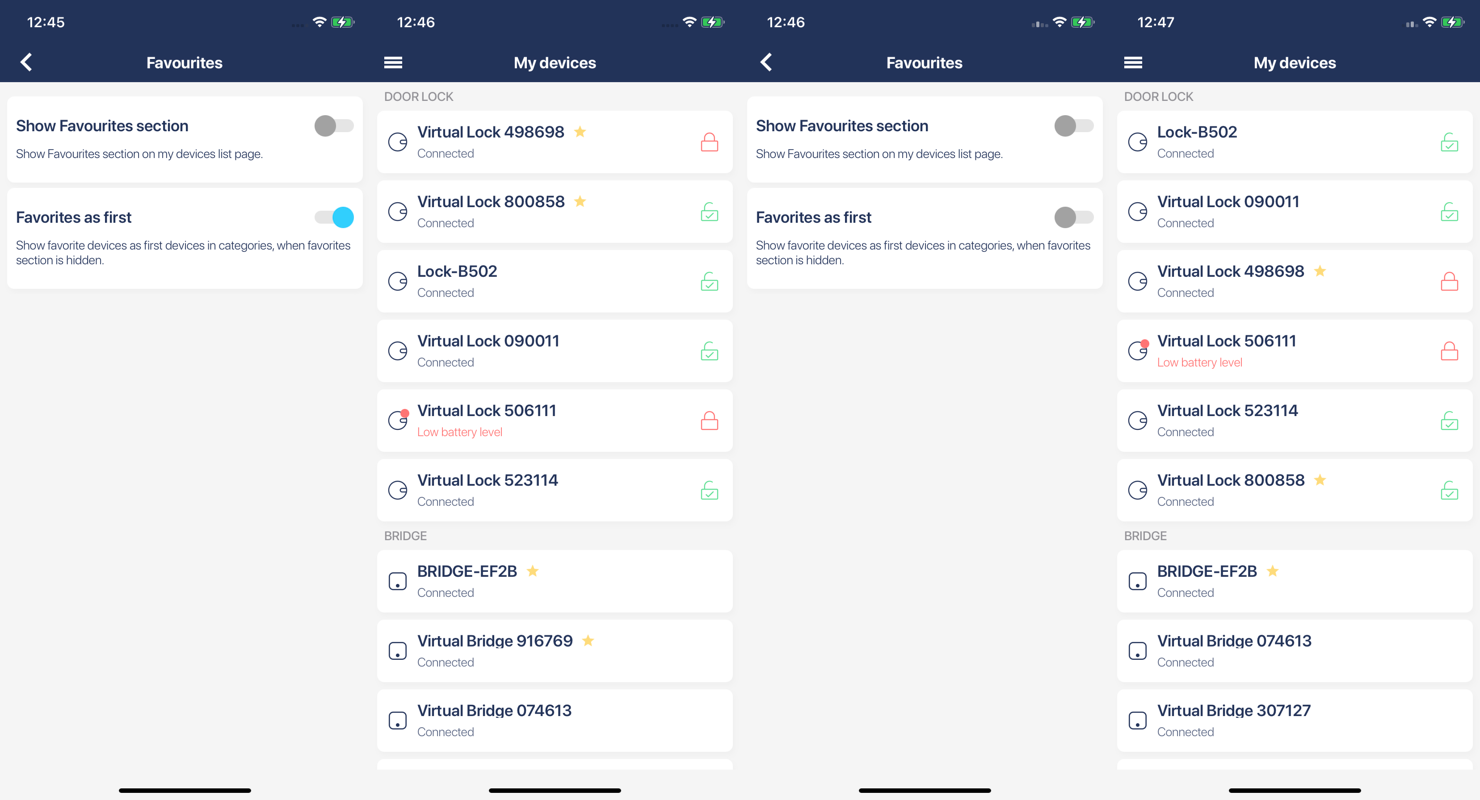 12:45
Favourites
Show Favourites section
Show Favourites section on my devices list page.
Favorites as first
Show favorite devices as first devices in categories, when favorites
section is hidden.
12:46
My devices
DOOR LOCK
Virtual Lock 498698
Connected
Virtual Lock 800858
Connected
Lock-B502
Connected
Virtual Lock 090011
Connected
Virtual Lock 506111
Low battery level
Virtual Lock 523114
Connected
BRIDGE
BRIDGE-EF2B
Connected
Virtual Bridge 916769
Connected
Virtual Bridge 074613
Connected
12:46
Favourites
Show Favourites section
Show Favourites section on my devices list page.
Favorites as first
Show favorite devices as first devices in categories, when favorites
section is hidden.
12:47
My devices
DOOR LOCK
Lock-B502
Connected
Virtual Lock 090011
Connected
Virtual Lock 498698
Connected
Virtual Lock 506111
Low battery level
Virtual Lock 523114
Connected
Virtual Lock 800858
Connected
BRIDGE
BRIDGE-EF2B
Connected
Virtual Bridge 074613
Connected
Virtual Bridge 307127
Connected